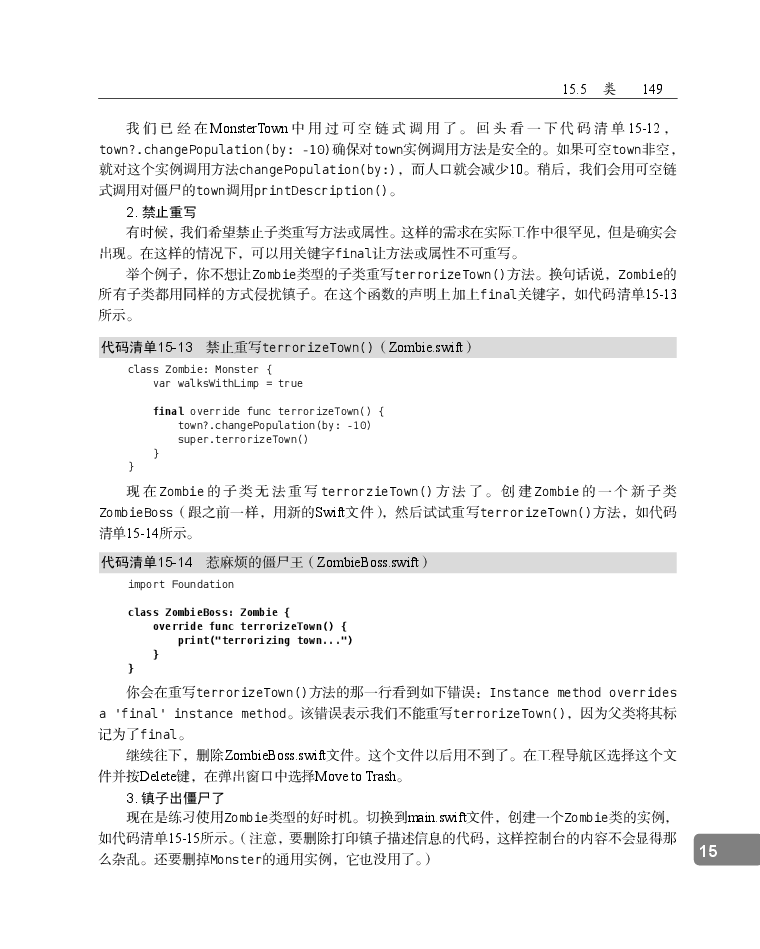 15.5 类 149
我们已经在MonsterTown中用过可空链式调用了。回头看一下代码清单15-12，
town?.changePopulation(by: -10)确保对town实例调用方法是安全的。如果可空town非空，
就对这个实例调用方法changePopulation(by:)，而人口就会减少10。稍后，我们会用可空链
式调用对僵尸的town调用printDescription()。
2. 禁止重写
有时候，我们希望禁止子类重写方法或属性。这样的需求在实际工作中很罕见，但是确实会
出现。在这样的情况下，可以用关键字final让方法或属性不可重写。
举个例子，你不想让Zombie类型的子类重写terrorizeTown()方法。换句话说，Zombie的
所有子类都用同样的方式侵扰镇子。在这个函数的声明上加上final关键字，如代码清单15-13
所示。
代码清单15-13 禁止重写terrorizeTown()（Zombie.swift）
class Zombie: Monster {
    var walksWithLimp = true
    final override func terrorizeTown() {
        town?.changePopulation(by: -10)
        super.terrorizeTown()
    }
}
现在Zombie的子类无法重写terrorzieTown()方法了。创建Zombie的一个新子类
ZombieBoss（跟之前一样，用新的Swift文件），然后试试重写terrorizeTown()方法，如代码
清单15-14所示。
代码清单15-14 惹麻烦的僵尸王（ZombieBoss.swift）
import Foundation
class ZombieBoss: Zombie {
    override func terrorizeTown() {
        print("terrorizing town...")
    }
}
你会在重写terrorizeTown()方法的那一行看到如下错误：Instance method overrides
a 'final' instance method。该错误表示我们不能重写terrorizeTown()，因为父类将其标
记为了final。
继续往下，删除ZombieBoss.swift文件。这个文件以后用不到了。在工程导航区选择这个文
件并按Delete键，在弹出窗口中选择Move to Trash。
3. 镇子出僵尸了
现在是练习使用Zombie类型的好时机。切换到main.swift文件，创建一个Zombie类的实例，
如代码清单15-15所示。（注意，要删除打印镇子描述信息的代码，这样控制台的内容不会显得那
么杂乱。还要删掉Monster的通用实例，它也没用了。）
15